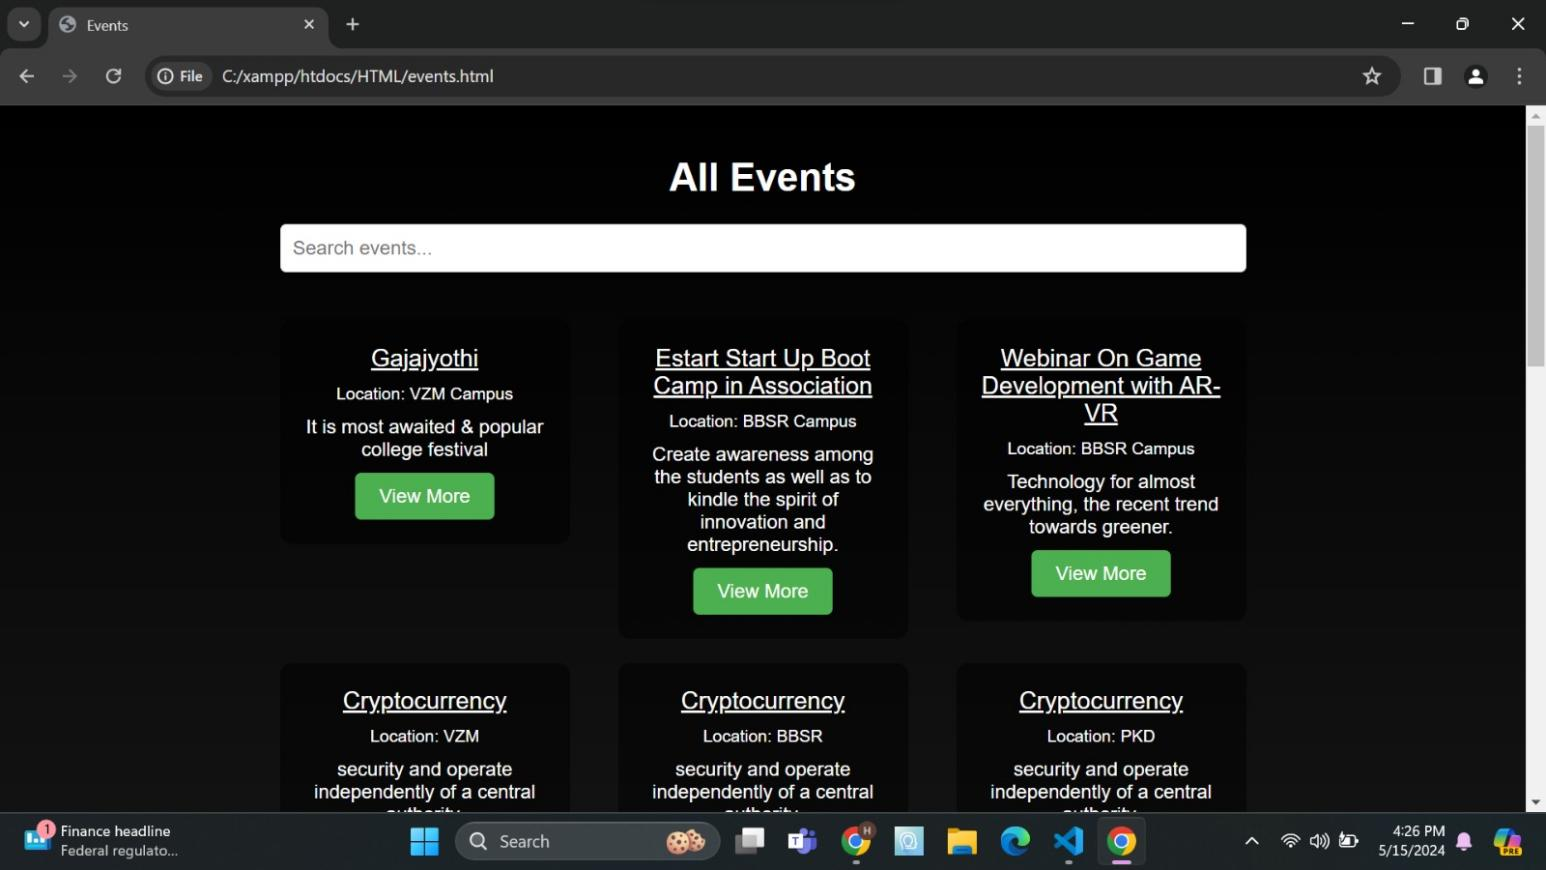 Events
File
C:/xampp/htdocs/HTML/events.html
All Events
Search events...
Gajajyothi
Location: VZM Campus
It is most awaited & popular
college festival
View More
Estart Start Up Boot
Camp in Association
Location: BBSR Campus
Create awareness among
the students as well as to
kindle the spirit of
innovation and
entrepreneurship.
View More
Webinar On Game
Development with AR-
VR
Location: BBSR Campus
Technology for almost
everything, the recent trend
towards greener.
View More
Cryptocurrency
Location: VZM
security and operate
independently of a central
authority.
Cryptocurrency
Location: BBSR
security and operate
independently of a central
authority.
Cryptocurrency
Location: PKD
security and operate
independently of a central
authority.
1
Finance headline
Federal regulato...
Search
H
4:26 PM
5/15/2024
PRE